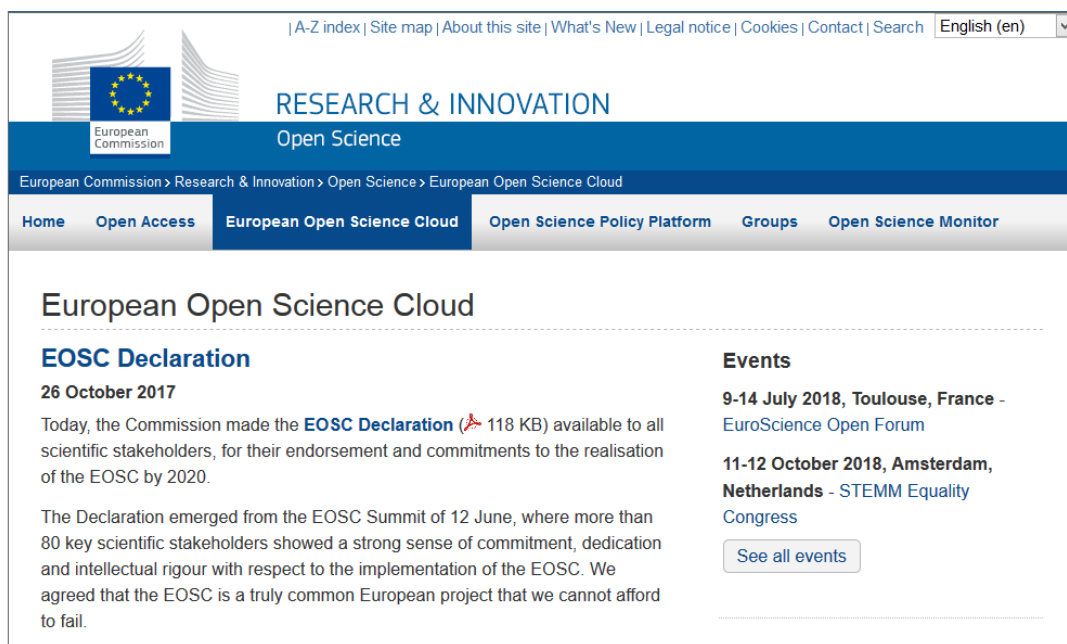 | A-Z index | Site map | About this site | What's New | Legal notice | Cookies | Contact | Search English (en)
European
Commission
RESEARCH & INNOVATION
Open Science
European Commission > Research & Innovation > Open Science > European Open Science Cloud
Home Open Access European Open Science Cloud Open Science Policy Platform Groups Open Science Monitor
European Open Science Cloud
EOSC Declaration
26 October 2017
Today, the Commission made the EOSC Declaration (118 KB) available to all
scientific stakeholders, for their endorsement and commitments to the realisation
of the EOSC by 2020.
The Declaration emerged from the EOSC Summit of 12 June, where more than
80 key scientific stakeholders showed a strong sense of commitment, dedication
and intellectual rigour with respect to the implementation of the EOSC. We
agreed that the EOSC is a truly common European project that we cannot afford
to fail.
Events
9-14 July 2018, Toulouse, France -
EuroScience Open Forum
11-12 October 2018, Amsterdam,
Netherlands - STEMM Equality
Congress
See all events